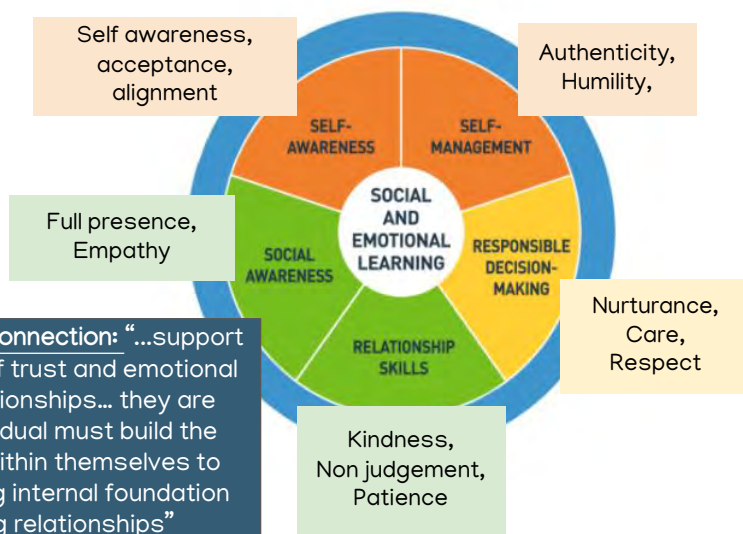 Self awareness,
acceptance,
alignment
Authenticity,
Humility,
SELF-
AWARENESS
SELF-
MANAGEMENT
SOCIAL
AND
EMOTIONAL
LEARNING
Full presence,
Empathy
SOCIAL
AWARENESS
RESPONSIBLE
DECISION-
MAKING
Nurturance,
Care,
Respect
RELATIONSHIP
SKILLS
Kindness,
Non judgement,
Patience
onnection: “...support
f trust and emotional
ionships... they are
dual must build the
ithin themselves to
g internal foundation
g relationships”